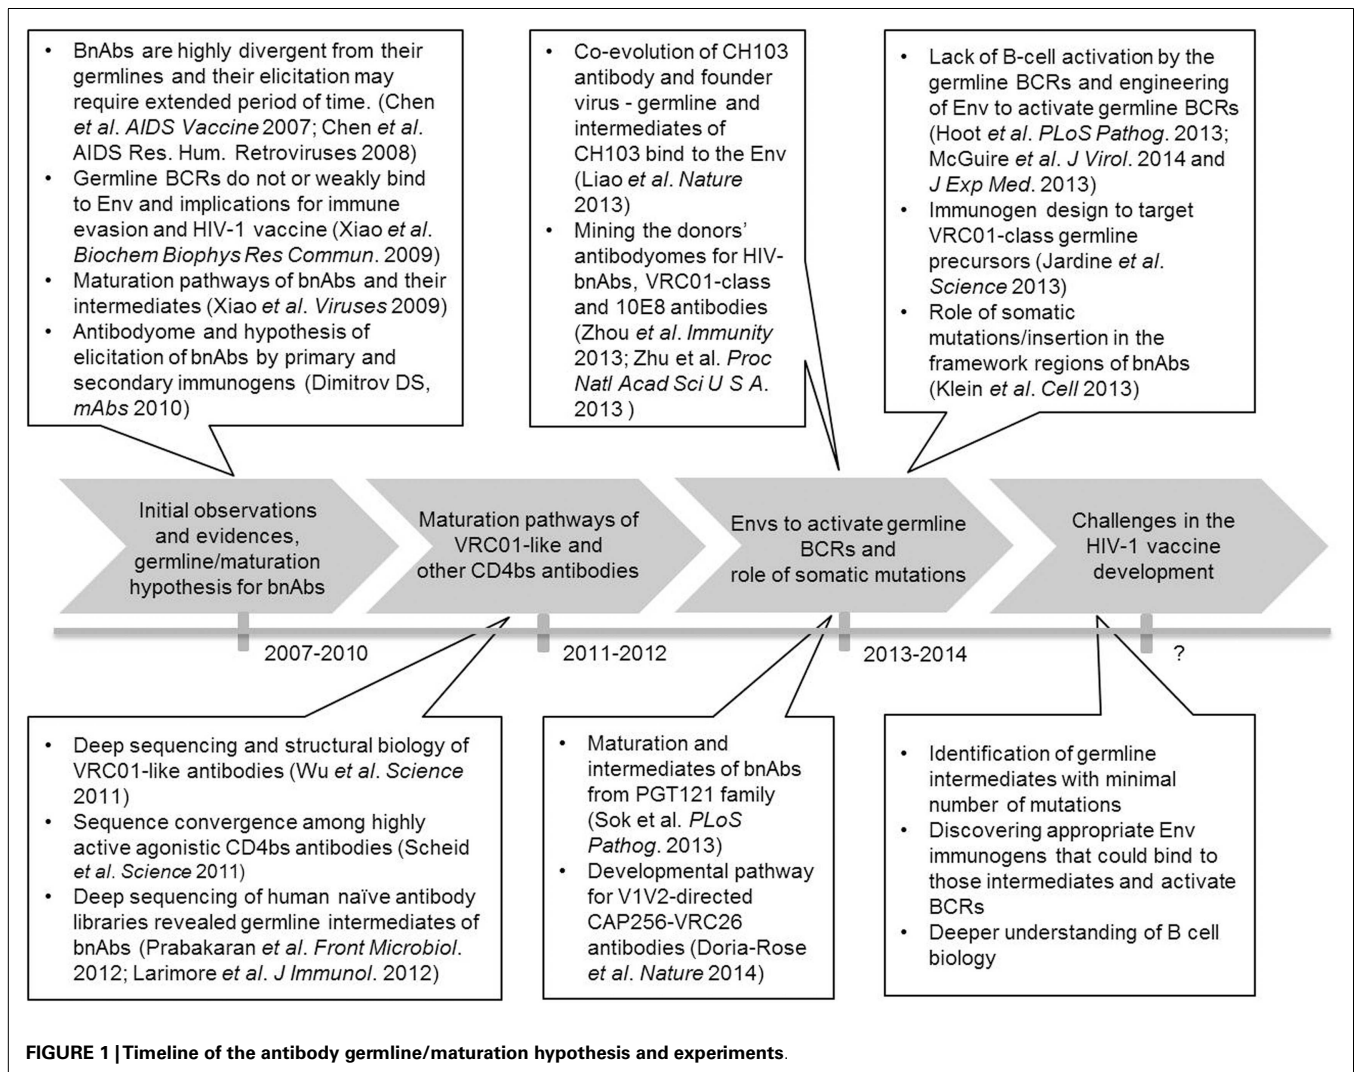 • BnAbs are highly divergent from their
germlines and their elicitation may
require extended period of time. (Chen
et al. AIDS Vaccine 2007; Chen et al.
AIDS Res. Hum. Retroviruses 2008)
• Germline BCRs do not or weakly bind
to Env and implications for immune
evasion and HIV-1 vaccine (Xiao et al.
Biochem Biophys Res Commun. 2009)
• Maturation pathways of bnAbs and their
intermediates (Xiao et al. Viruses 2009)
• Antibodyome and hypothesis of
elicitation of bnAbs by primary and
secondary immunogens (Dimitrov DS,
mAbs 2010)
• Co-evolution of CH103
antibody and founder
virus - germline and
intermediates of
CH103 bind to the Env
(Liao et al. Nature
2013)
• Mining the donors’
antibodyomes for HIV-
bnAbs, VRC01-class
and 10E8 antibodies
(Zhou et al. Immunity
2013; Zhu et al. Proc
Natl Acad Sci U S A.
2013 )
• Lack of B-cell activation by the
germline BCRs and engineering
of Env to activate germline BCRs
(Hoot et al. PLoS Pathog. 2013;
McGuire et al. J Virol. 2014 and
J Exp Med. 2013)
• Immunogen design to target
VRC01-class germline
precursors (Jardine et al.
Science 2013)
• Role of somatic
mutations/insertion in the
framework regions of bnAbs
(Klein et al. Cell 2013)
Initial observations
and evidences,
germline/maturation
hypothesis for bnAbs
Maturation pathways of
VRC01-like and
other CD4bs antibodies
Envs to activate germline
BCRs and
role of somatic mutations
Challenges in the
HIV-1 vaccine
development
2007-2010
2011-2012
2013-2014
?
• Deep sequencing and structural biology of
VRC01-like antibodies (Wu et al. Science
2011)
• Sequence convergence among highly
active agonistic CD4bs antibodies (Scheid
et al. Science 2011)
• Deep sequencing of human naïve antibody
libraries revealed germline intermediates of
bnAbs (Prabakaran et al. Front Microbiol.
2012; Larimore et al. J Immunol. 2012)
• Maturation and
intermediates of bnAbs
from PGT121 family
(Sok et al. PLoS
Pathog. 2013)
• Developmental pathway
for V1V2-directed
CAP256-VRC26
antibodies (Doria-Rose
et al. Nature 2014)
• Identification of germline
intermediates with minimal
number of mutations
• Discovering appropriate Env
immunogens that could bind to
those intermediates and activate
BCRs
• Deeper understanding of B cell
biology
FIGURE 1 | Timeline of the antibody germline/maturation hypothesis and experiments.